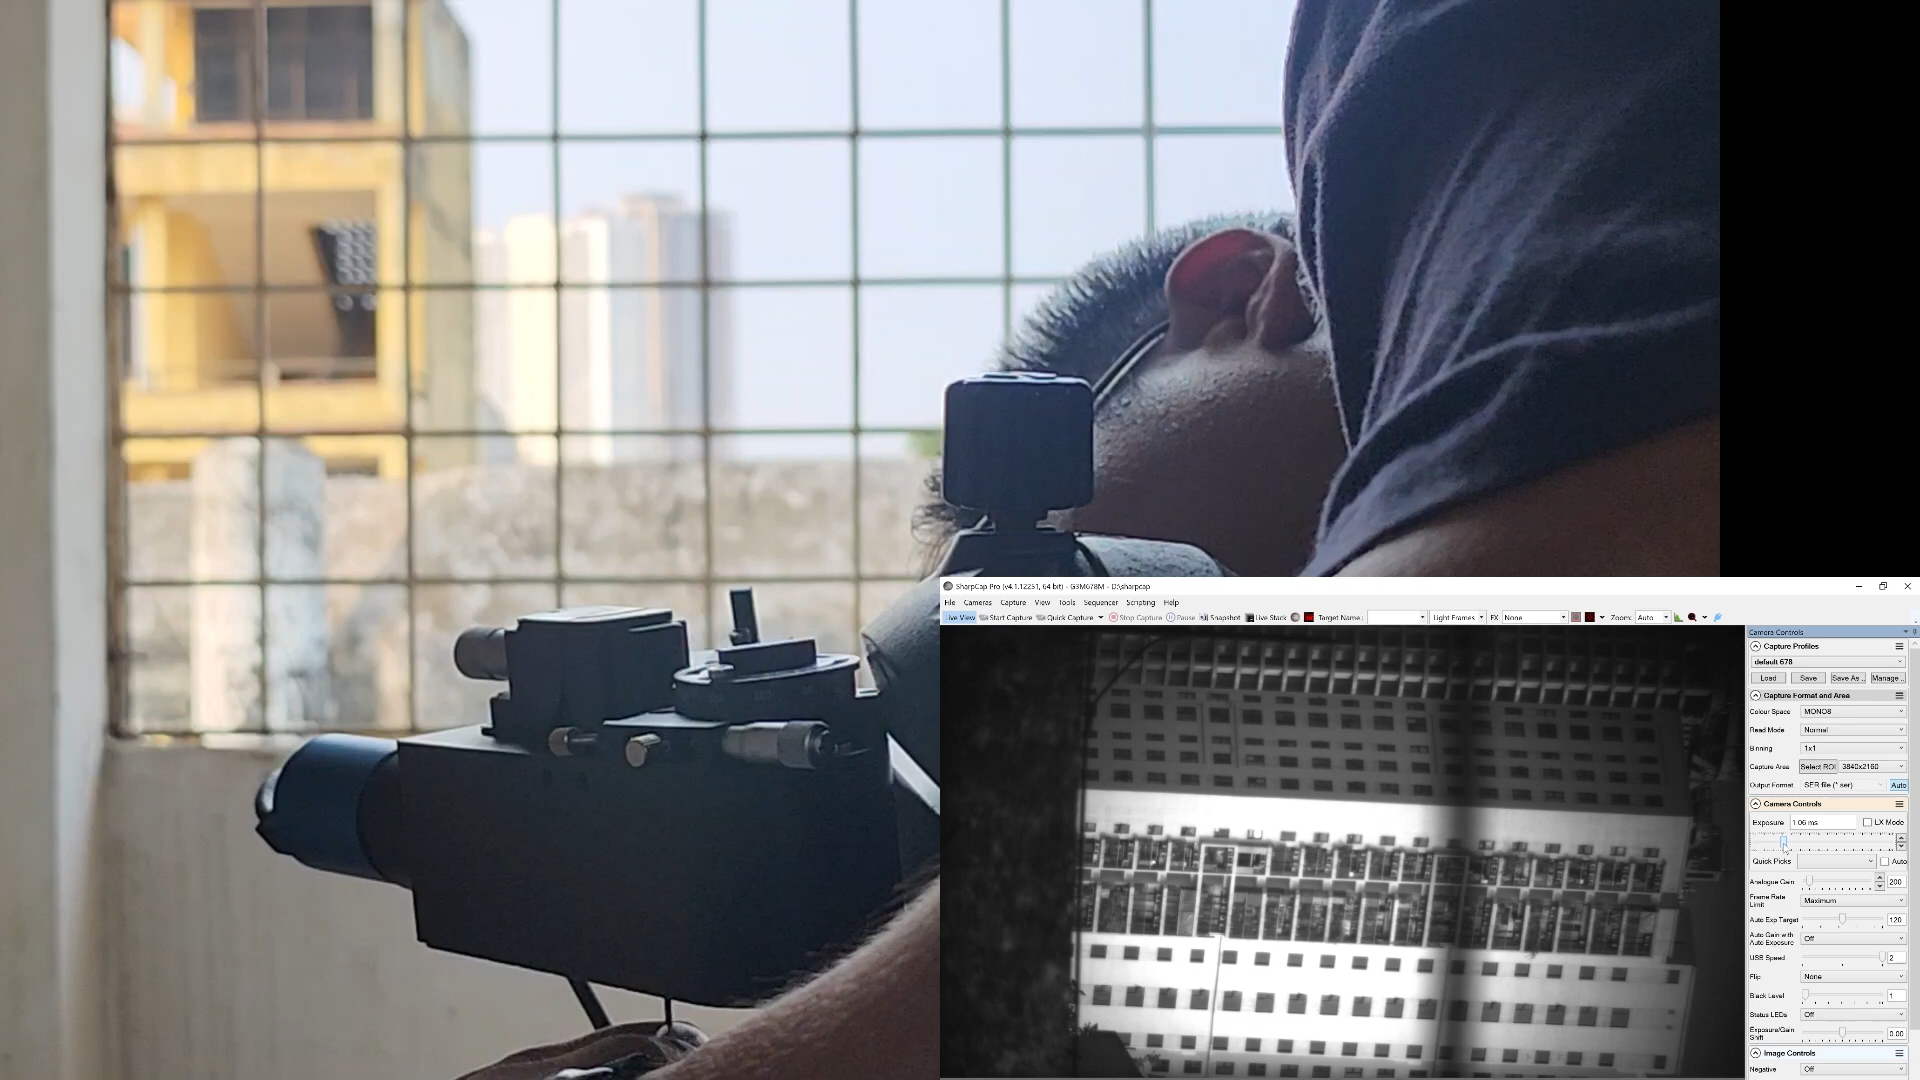 SharpCap Pro (v4.1.12251, 64 bit) - G3M678M - D:\sharpcap
File Cameras Capture View Tools Sequencer Scripting Help
Live View Start Capture Quick Capture Stop Capture Pause Snapshot Live Stack Target Name : Light Frames FX None Zoom: Auto
Camera Controls
Capture Profiles
default 678
Load Save Save As .. Manage ..
Capture Format and Area
Colour Space MONO8
Read Mode Normal
Binning 1x1
Capture Area Select ROI 3840x2160
Output Format SER file (*.ser) Auto
Camera Controls
Exposure 1.06 ms LX Mode
Quick Picks Auto
Analogue Gain 200
Frame Rate
Limit Maximum
Auto Exp Target 120
Auto Gain with
Auto Exposure Off
USB Speed 2
Flip None
Black Level 1
Status LEDs Off
Exposure/Gain
Shift 0.00
Image Controls
Negative Off